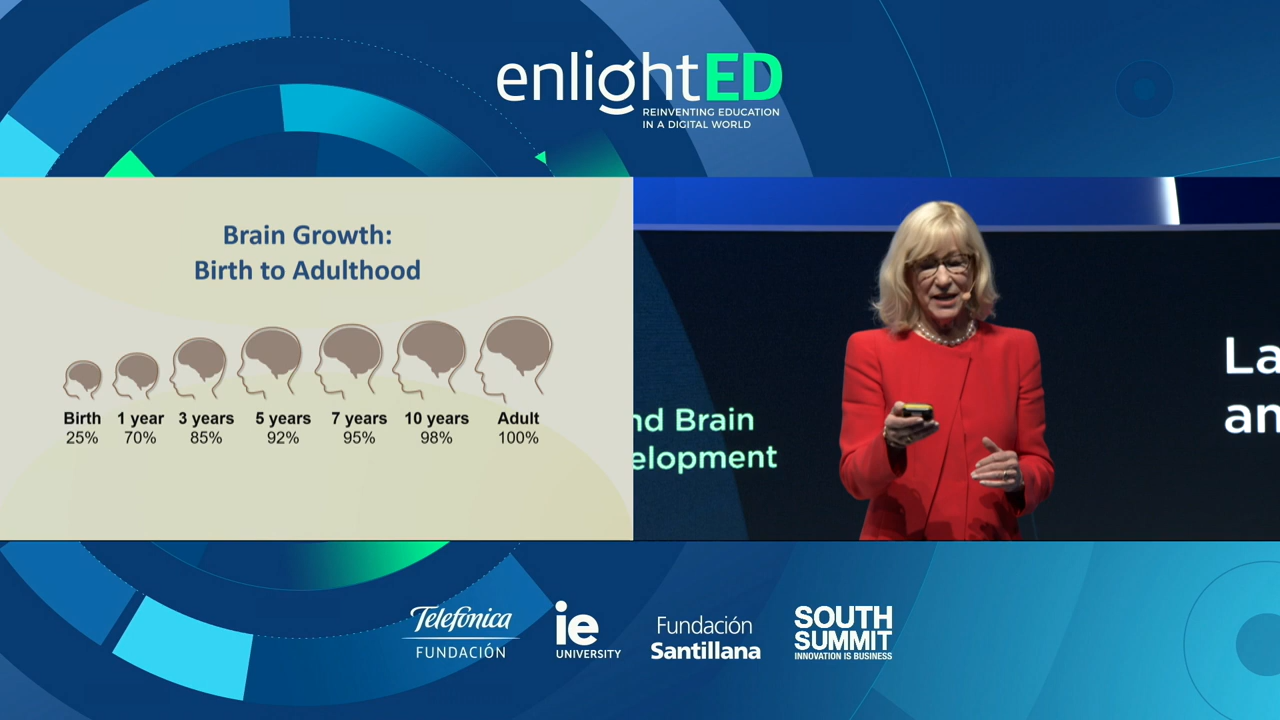 enlightED
REINVENTING EDUCATION
IN A DIGITAL WORLD
Brain Growth:
Birth to Adulthood
Birth 1 year 3 years 5 years 7 years 10 years Adult
25% 70% 85% 92% 95% 98% 100%
nd Brain
elopment
La
an
Telefónica
FUNDACIÓN
ie
UNIVERSITY
Fundación
Santillana
SOUTH
SUMMIT
INNOVATION IS BUSINESS